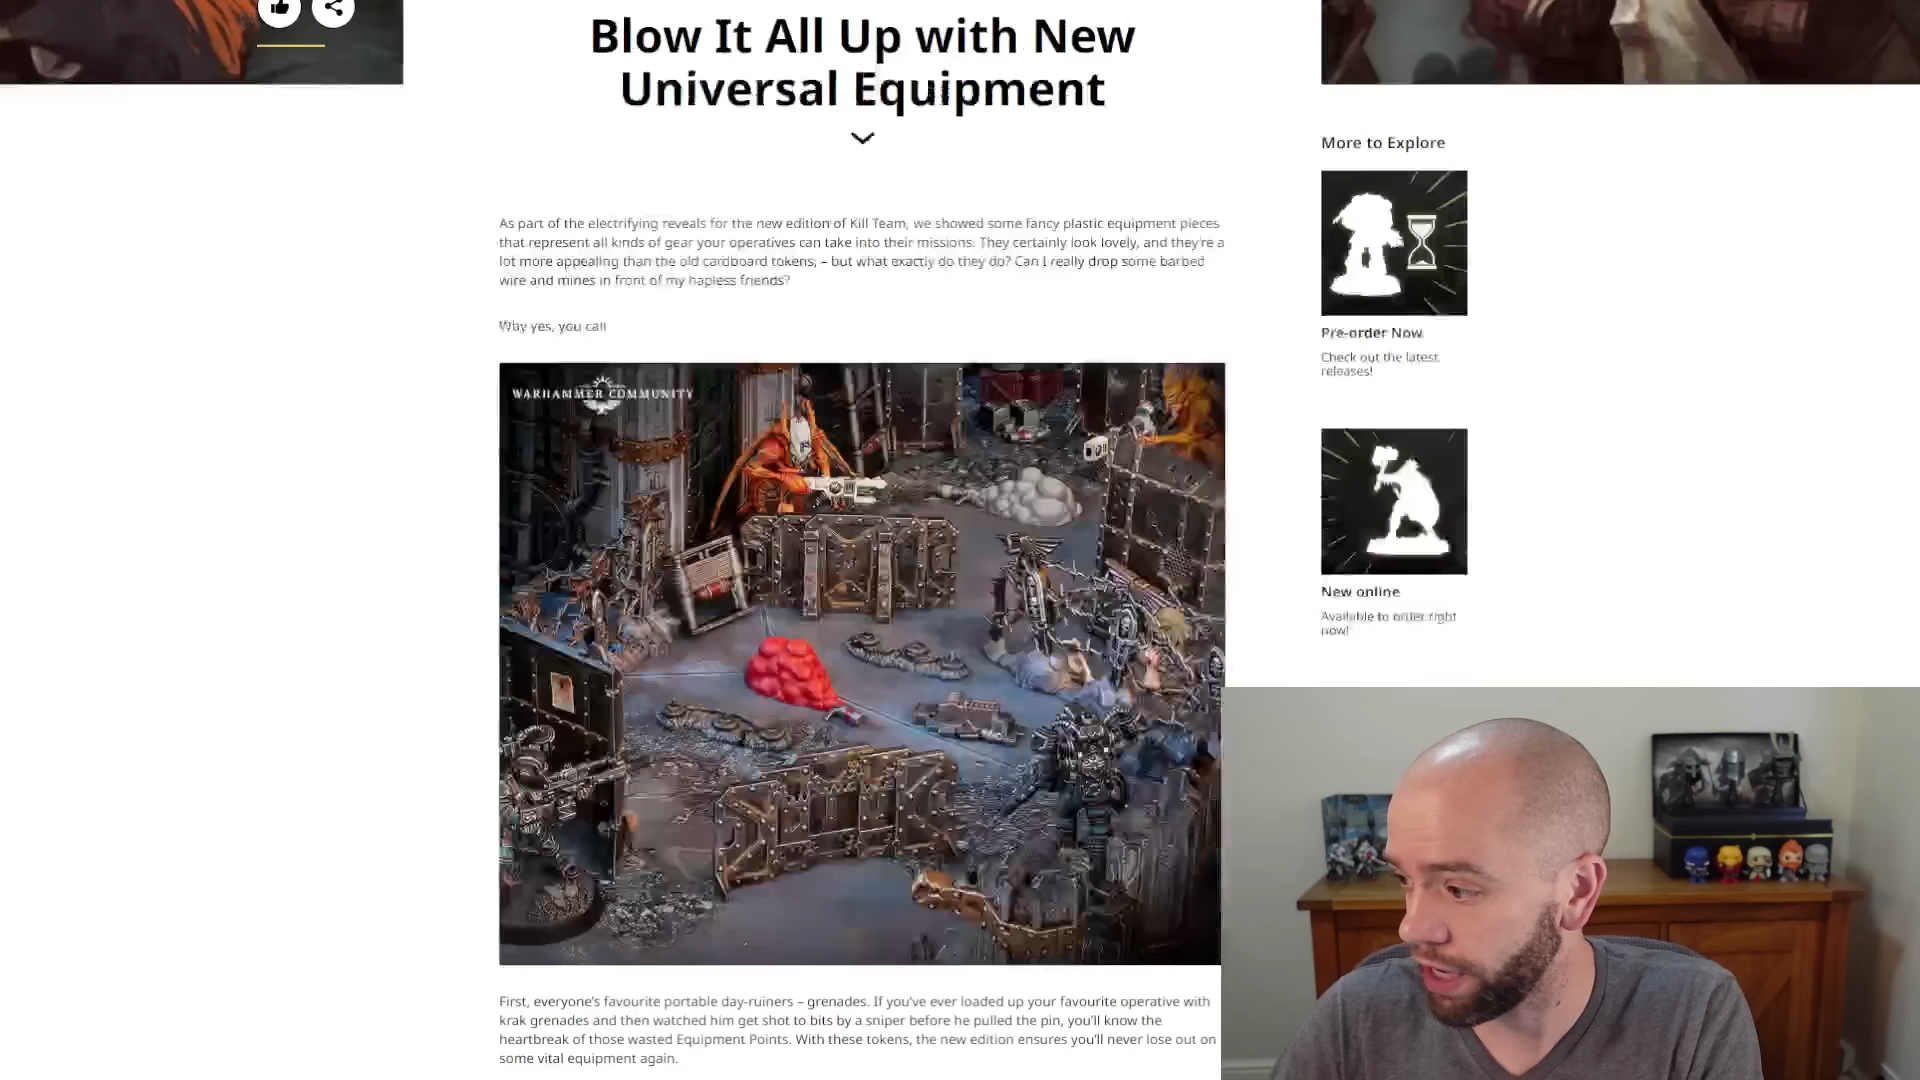 Blow It All Up with New
Universal Equipment
As part of the electrifying reveals for the new edition of Kill Team, we showed some fancy plastic equipment pieces
that represent all kinds of gear your operatives can take into their missions. They certainly look lovely, and they're a
lot more appealing than the old cardboard tokens, – but what exactly do they do? Can I really drop some barbed
wire and mines in front of my hapless friends?
Why yes, you call
WARHAMMER COMMUNITY
First, everyone's favourite portable day-ruiners – grenades. If you've ever loaded up your favourite operative with
krak grenades and then watched him get shot to bits by a sniper before he pulled the pin, you'll know the
heartbreak of those wasted Equipment Points. With these tokens, the new edition ensures you'll never lose out on
some vital equipment again.
More to Explore
Pre-order Now
Check out the latest
releases!
New online
Available to order right
now!